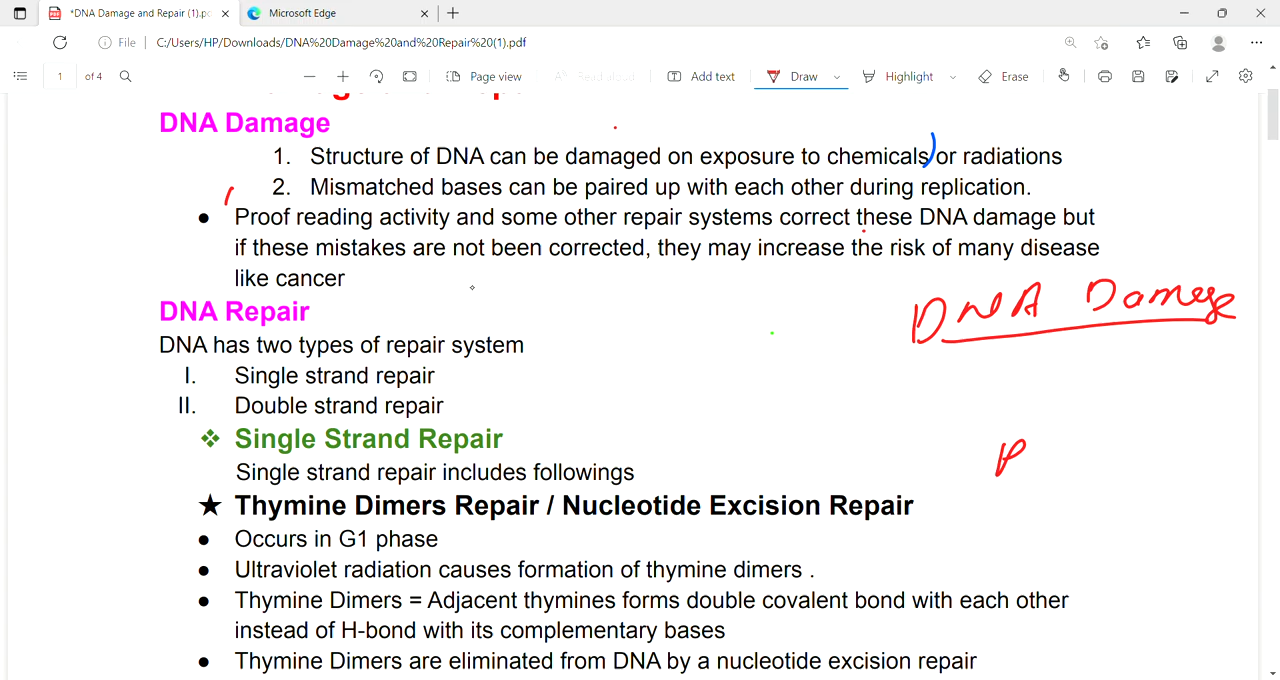 *DNA Damage and Repair (1).pd
Microsoft Edge
File
C:/Users/HP/Downloads/DNA%20Damage%20and%20Repair%20(1).pdf
1 of 4
Page view
Read aloud
Add text
Draw
Highlight
Erase
DNA Damage
1. Structure of DNA can be damaged on exposure to chemicals or radiations
2. Mismatched bases can be paired up with each other during replication.
● Proof reading activity and some other repair systems correct these DNA damage but
if these mistakes are not been corrected, they may increase the risk of many disease
like cancer
DNA Damage
DNA Repair
DNA has two types of repair system
I. Single strand repair
II. Double strand repair
❖ Single Strand Repair
Single strand repair includes followings
★ Thymine Dimers Repair / Nucleotide Excision Repair
● Occurs in G1 phase
● Ultraviolet radiation causes formation of thymine dimers .
● Thymine Dimers = Adjacent thymines forms double covalent bond with each other
instead of H-bond with its complementary bases
● Thymine Dimers are eliminated from DNA by a nucleotide excision repair